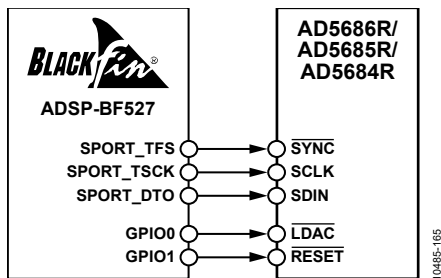 BLACKfin®
ADSP-BF527
AD5686R/
AD5685R/
AD5684R
SPORT_TFS
SYNC
SPORT_TSCK
SCLK
SPORT_DTO
SDIN
GPIO0
LDAC
GPIO1
RESET
10485-165